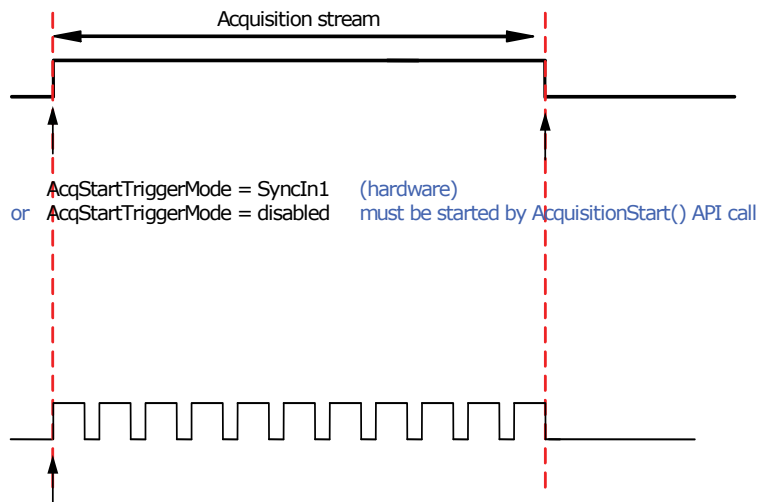 Acquisition stream
AcqStartTriggerMode = SyncIn1 (hardware)
or AcqStartTriggerMode = disabled must be started by AcquisitionStart() API call